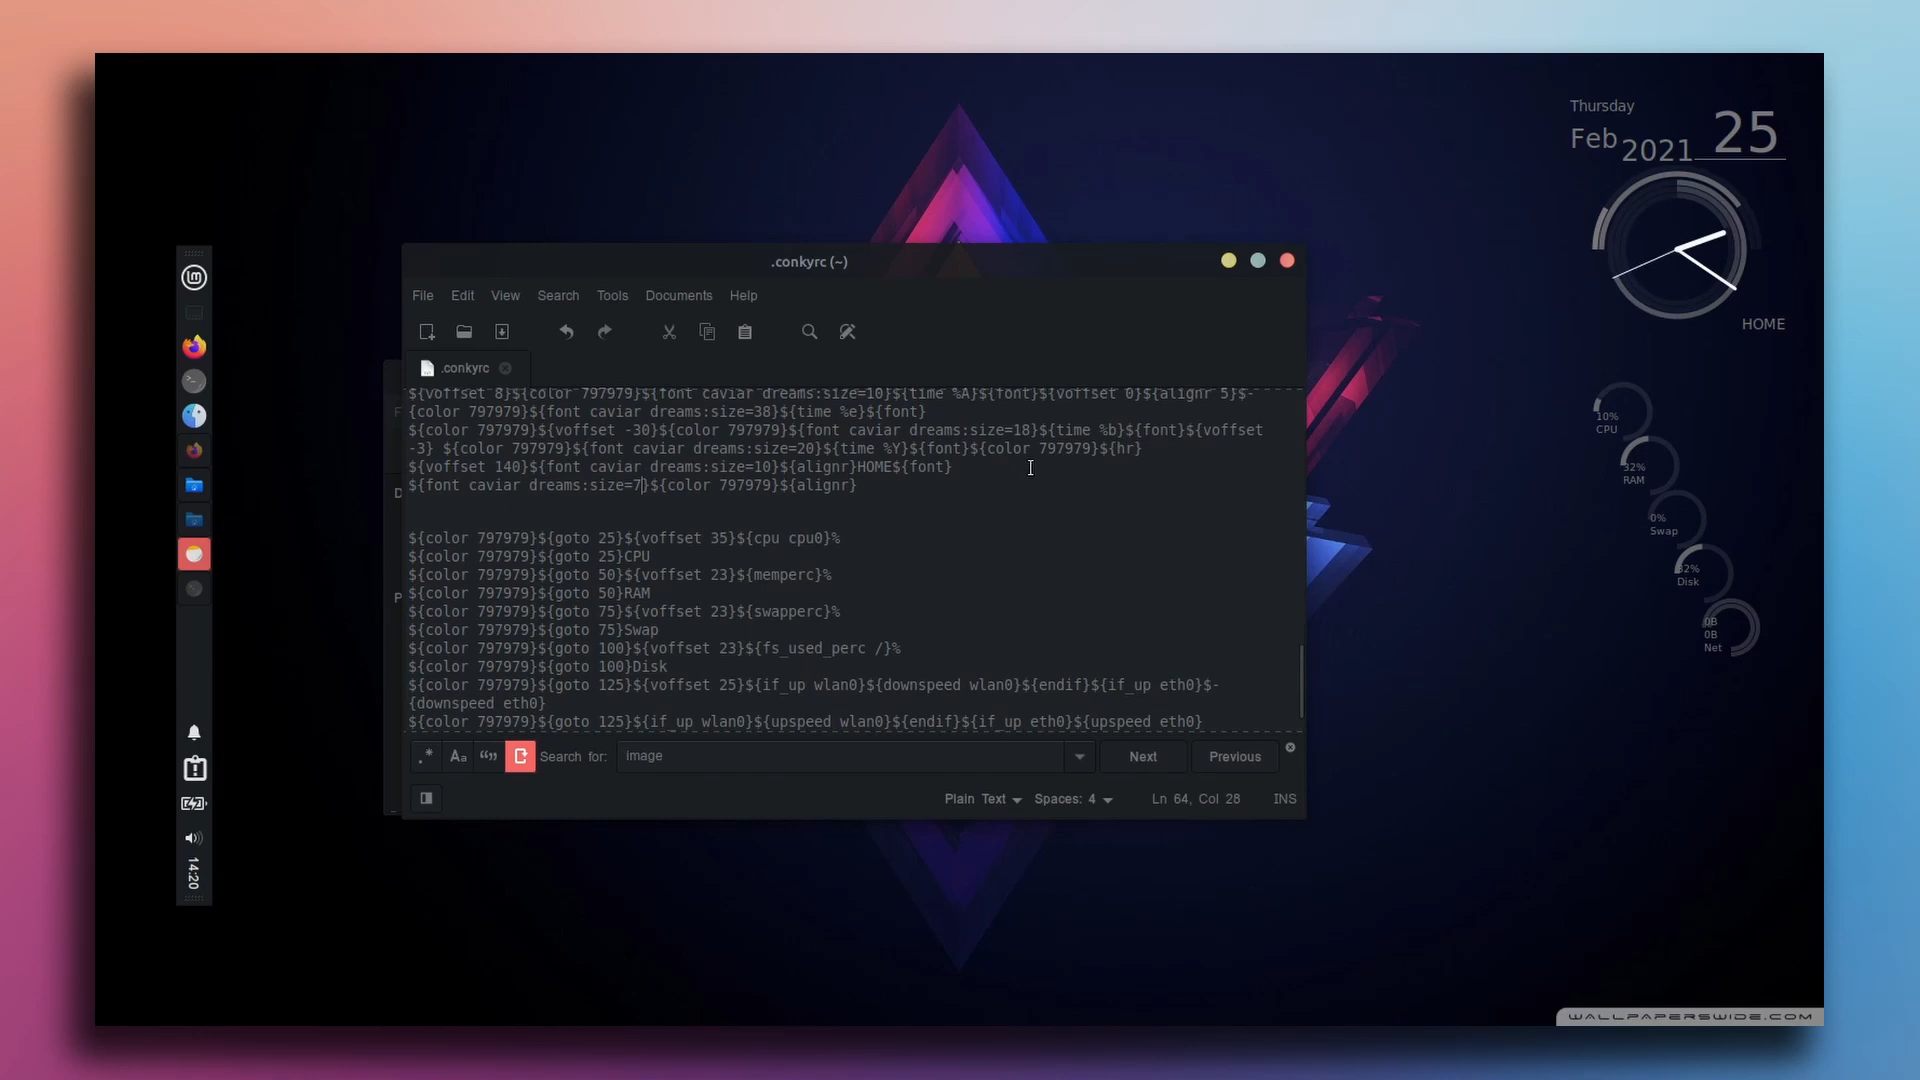 Thursday
25
Feb
2021
HOME
10%
CPU
32%
RAM
0%
Swap
32%
Disk
0B
0B
Net
.conkyrc (~)
File Edit View Search Tools Documents Help
.conkyrc
${voffset 8}${color 797979}${font caviar dreams:size=10}${time %A}${font}${voffset 0}${alignr 5}$-
{color 797979}${font caviar dreams:size=38}${time %e}${font}
${color 797979}${voffset -30}${color 797979}${font caviar dreams:size=18}${time %b}${font}${voffset
-3} ${color 797979}${font caviar dreams:size=20}${time %Y}${font}${color 797979}${hr}
${voffset 140}${font caviar dreams:size=10}${alignr}HOME${font}
${font caviar dreams:size=7}${color 797979}${alignr}
${color 797979}${goto 25}${voffset 35}${cpu cpu0}%
${color 797979}${goto 25}CPU
${color 797979}${goto 50}${voffset 23}${memperc}%
${color 797979}${goto 50}RAM
${color 797979}${goto 75}${voffset 23}${swapperc}%
${color 797979}${goto 75}Swap
${color 797979}${goto 100}${voffset 23}${fs_used_perc /}%
${color 797979}${goto 100}Disk
${color 797979}${goto 125}${voffset 25}${if_up wlan0}${downspeed wlan0}${endif}${if_up eth0}$-
{downspeed eth0}
${color 797979}${goto 125}${if_up wlan0}${upspeed wlan0}${endif}${if_up eth0}${upspeed eth0}
.* Aa “” Search for: image Next Previous
Plain Text Spaces: 4 Ln 64, Col 28 INS
14:20
WALLPAPERSWIDE.COM